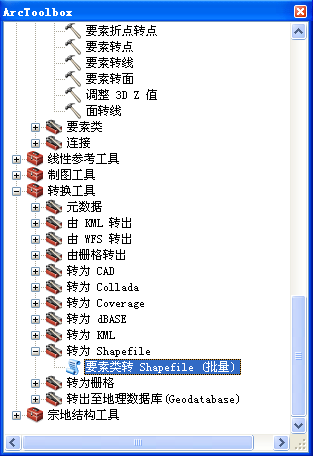 ArcToolbox
要素折点转点
要素转点
要素转线
要素转面
调整 3D Z 值
面转线
要素类
连接
线性参考工具
制图工具
转换工具
元数据
由 KML 转出
由 WFS 转出
由栅格转出
转为 CAD
转为 Collada
转为 Coverage
转为 dBASE
转为 KML
转为 Shapefile
要素类转 Shapefile (批量)
转为栅格
转出至地理数据库(Geodatabase)
宗地结构工具